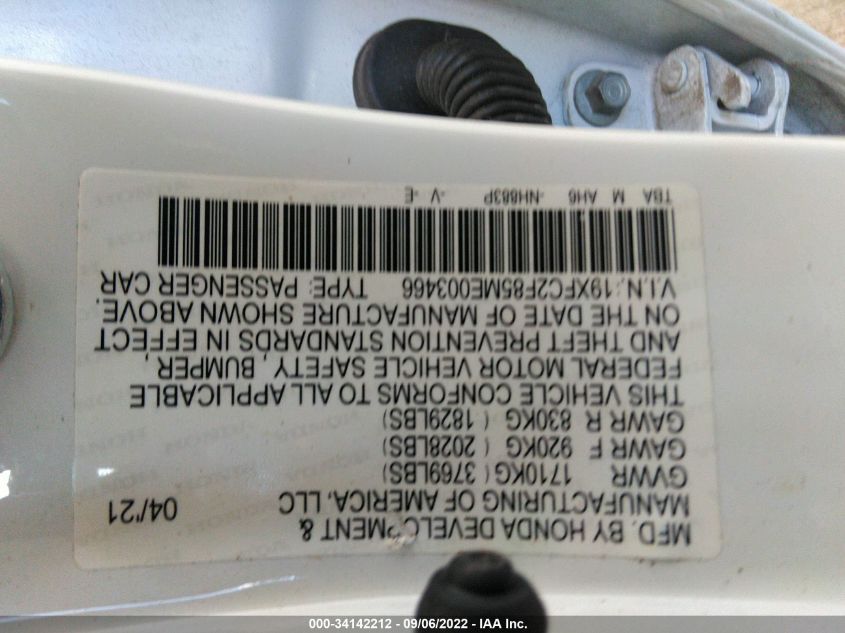 MFD. BY HONDA DEVELOPMENT &
MANUFACTURING OF AMERICA, LLC 04/'21
GVWR 1710KG ( 3769LBS)
GAWR F 920KG ( 2028LBS)
GAWR R 830KG ( 1829LBS)
THIS VEHICLE CONFORMS TO ALL APPLICABLE
FEDERAL MOTOR VEHICLE SAFETY, BUMPER,
AND THEFT PREVENTION STANDARDS IN EFFECT
ON THE DATE OF MANUFACTURE SHOWN ABOVE.
V.I.N.:19XFC2F85ME003466 TYPE: PASSENGER CAR
TBA M AH6 -NH883P -V -E
000-34142212 - 09/06/2022 - IAA Inc.